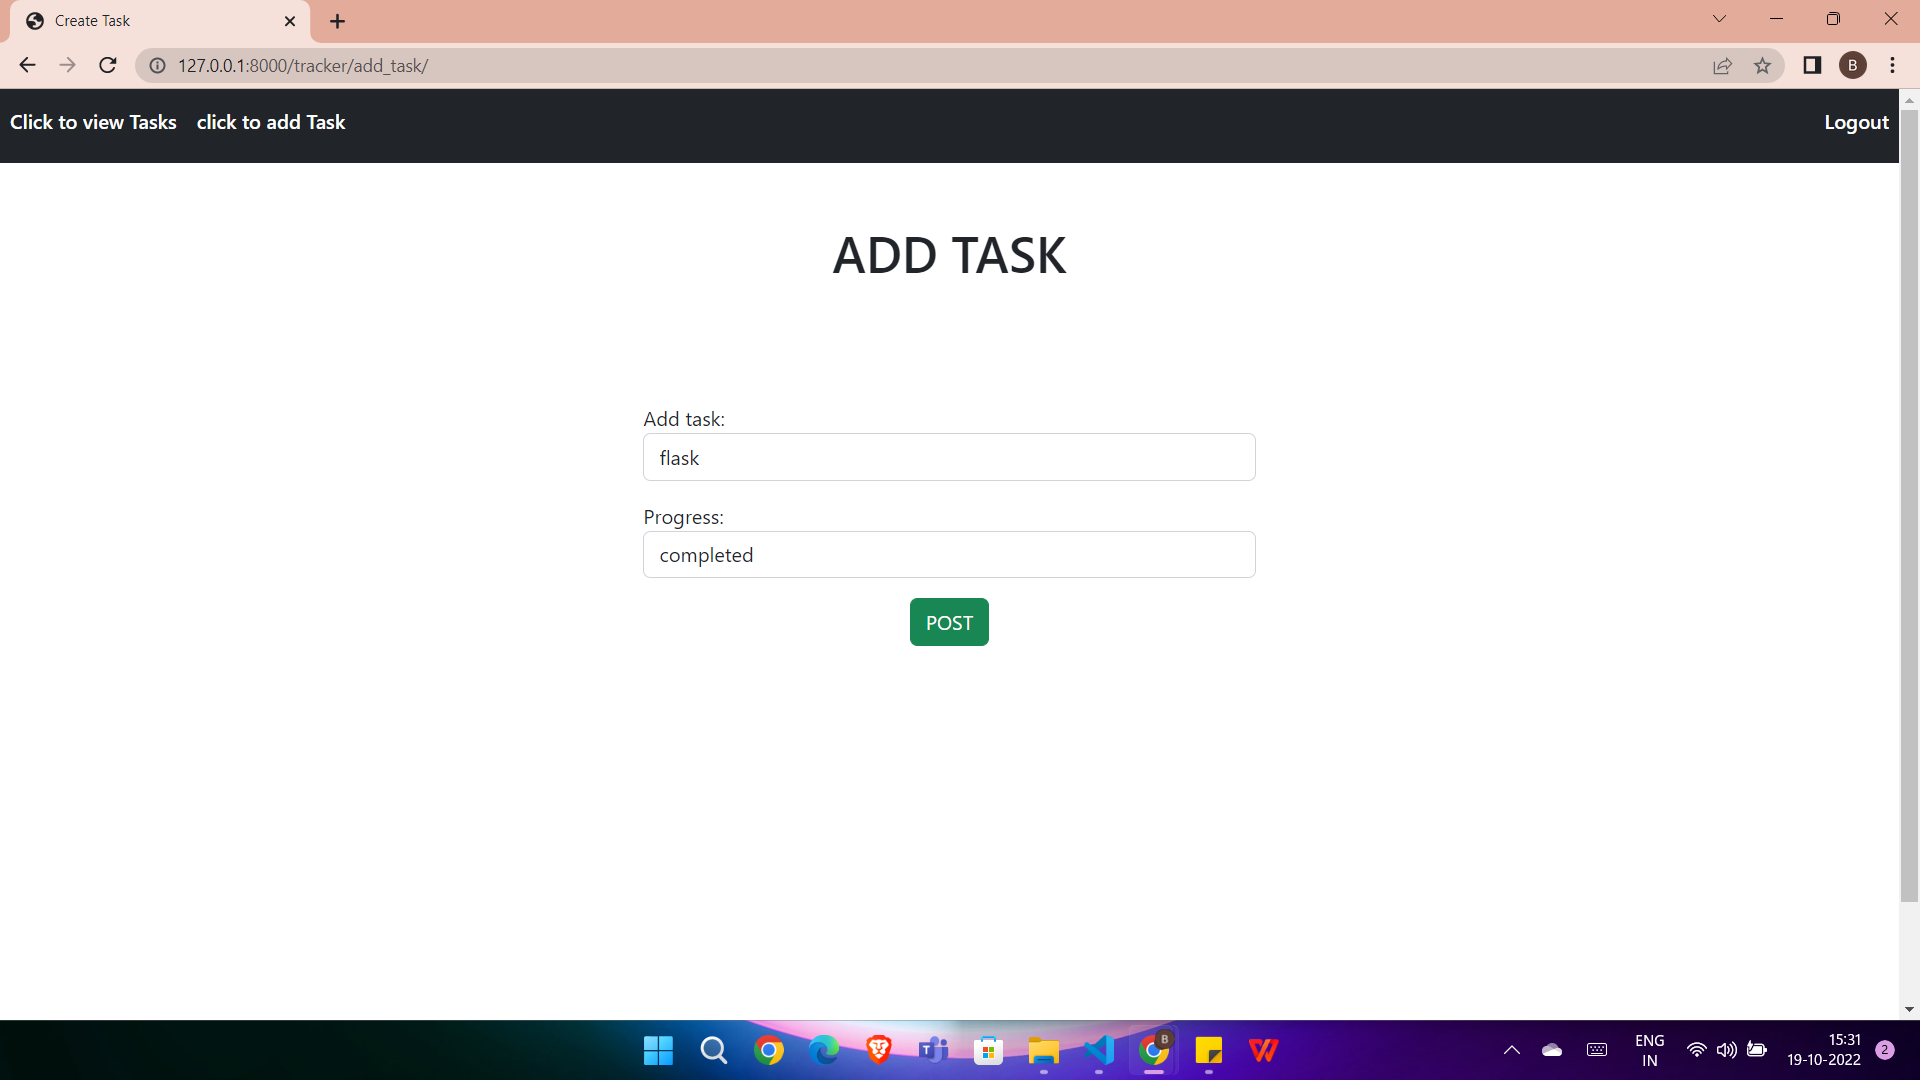 Create Task
127.0.0.1:8000/tracker/add_task/
B
Click to view Tasks click to add Task Logout
ADD TASK
Add task:
flask
Progress:
completed
POST
B
ENG
IN
15:31
19-10-2022
2